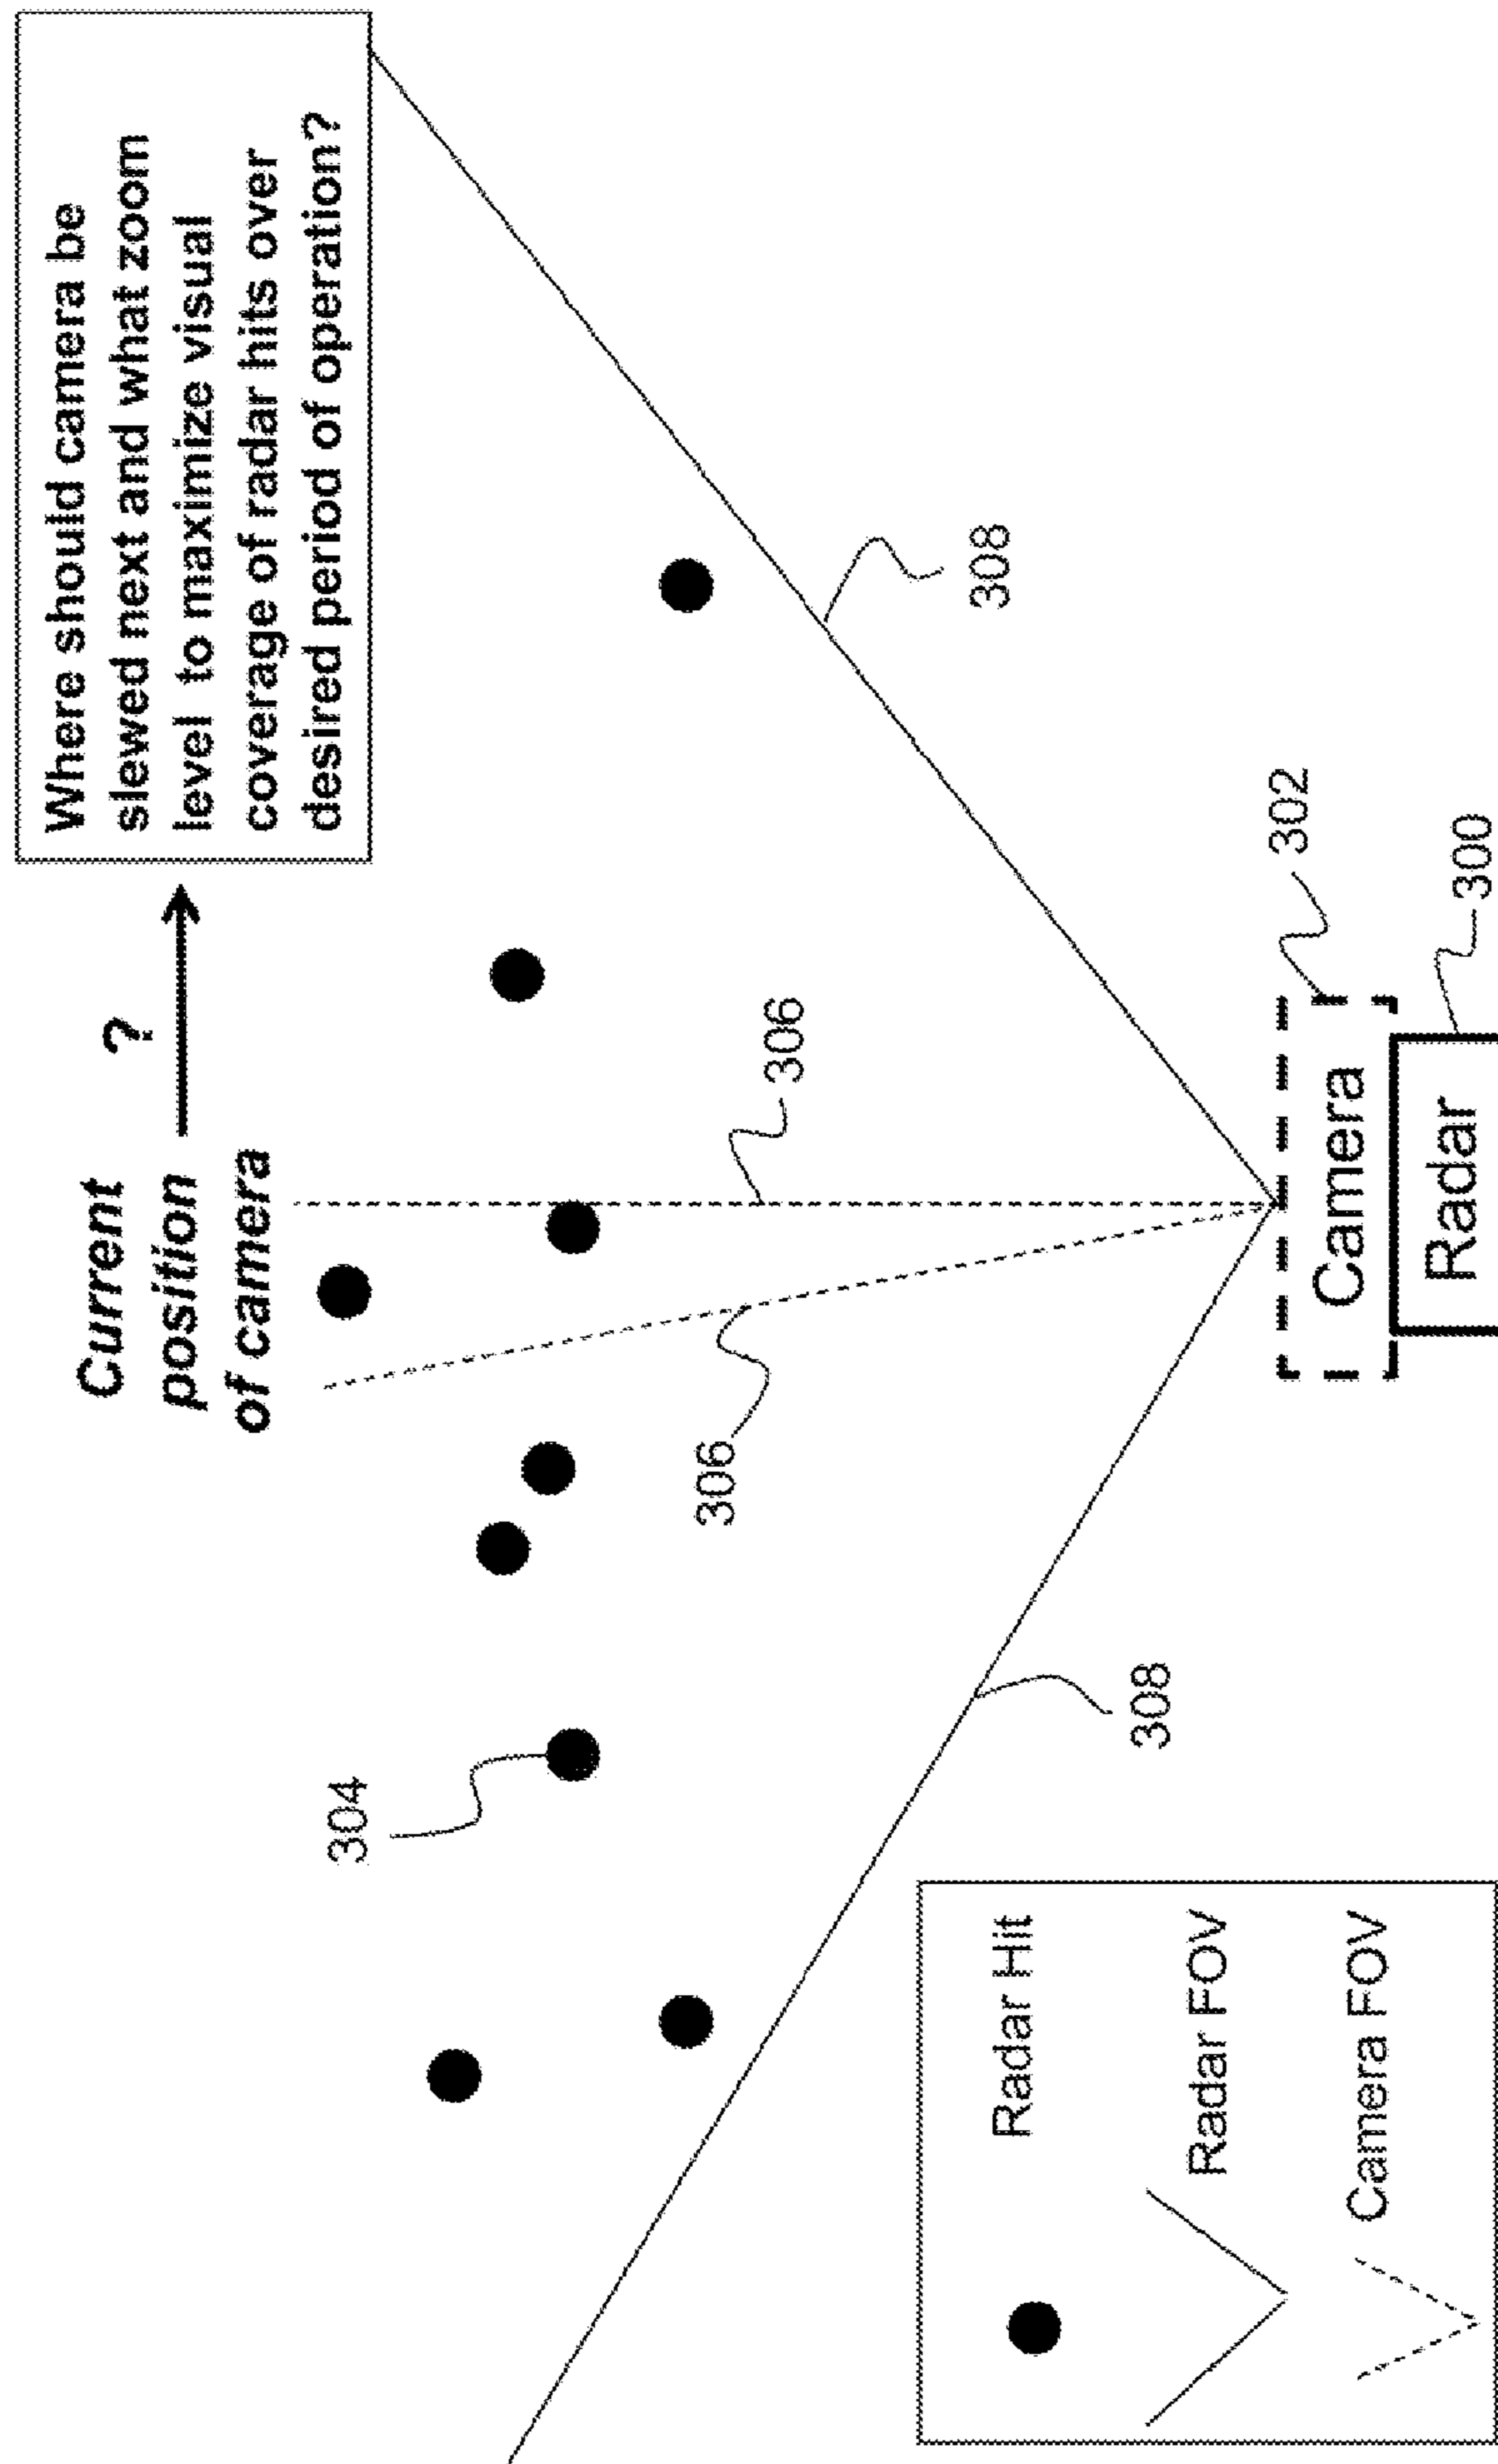 Current
position
of camera
?
Where should camera be
slewed next and what zoom
level to maximize visual
coverage of radar hits over
desired period of operation?
304
306
306
308
308
302
300
Camera
Radar
Radar Hit
Radar FOV
Camera FOV